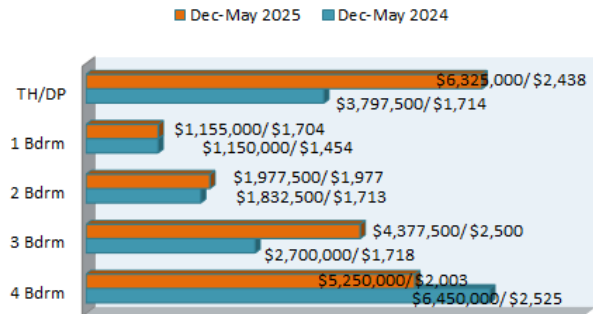 Dec-May 2025 Dec-May 2024
TH/DP
$6,325,000/$2,438
$3,797,500/$1,714
1 Bdrm
$1,155,000/$1,704
$1,150,000/$1,454
2 Bdrm
$1,977,500/$1,977
$1,832,500/$1,713
3 Bdrm
$4,377,500/$2,500
$2,700,000/$1,718
4 Bdrm
$5,250,000/$2,003
$6,450,000/$2,525